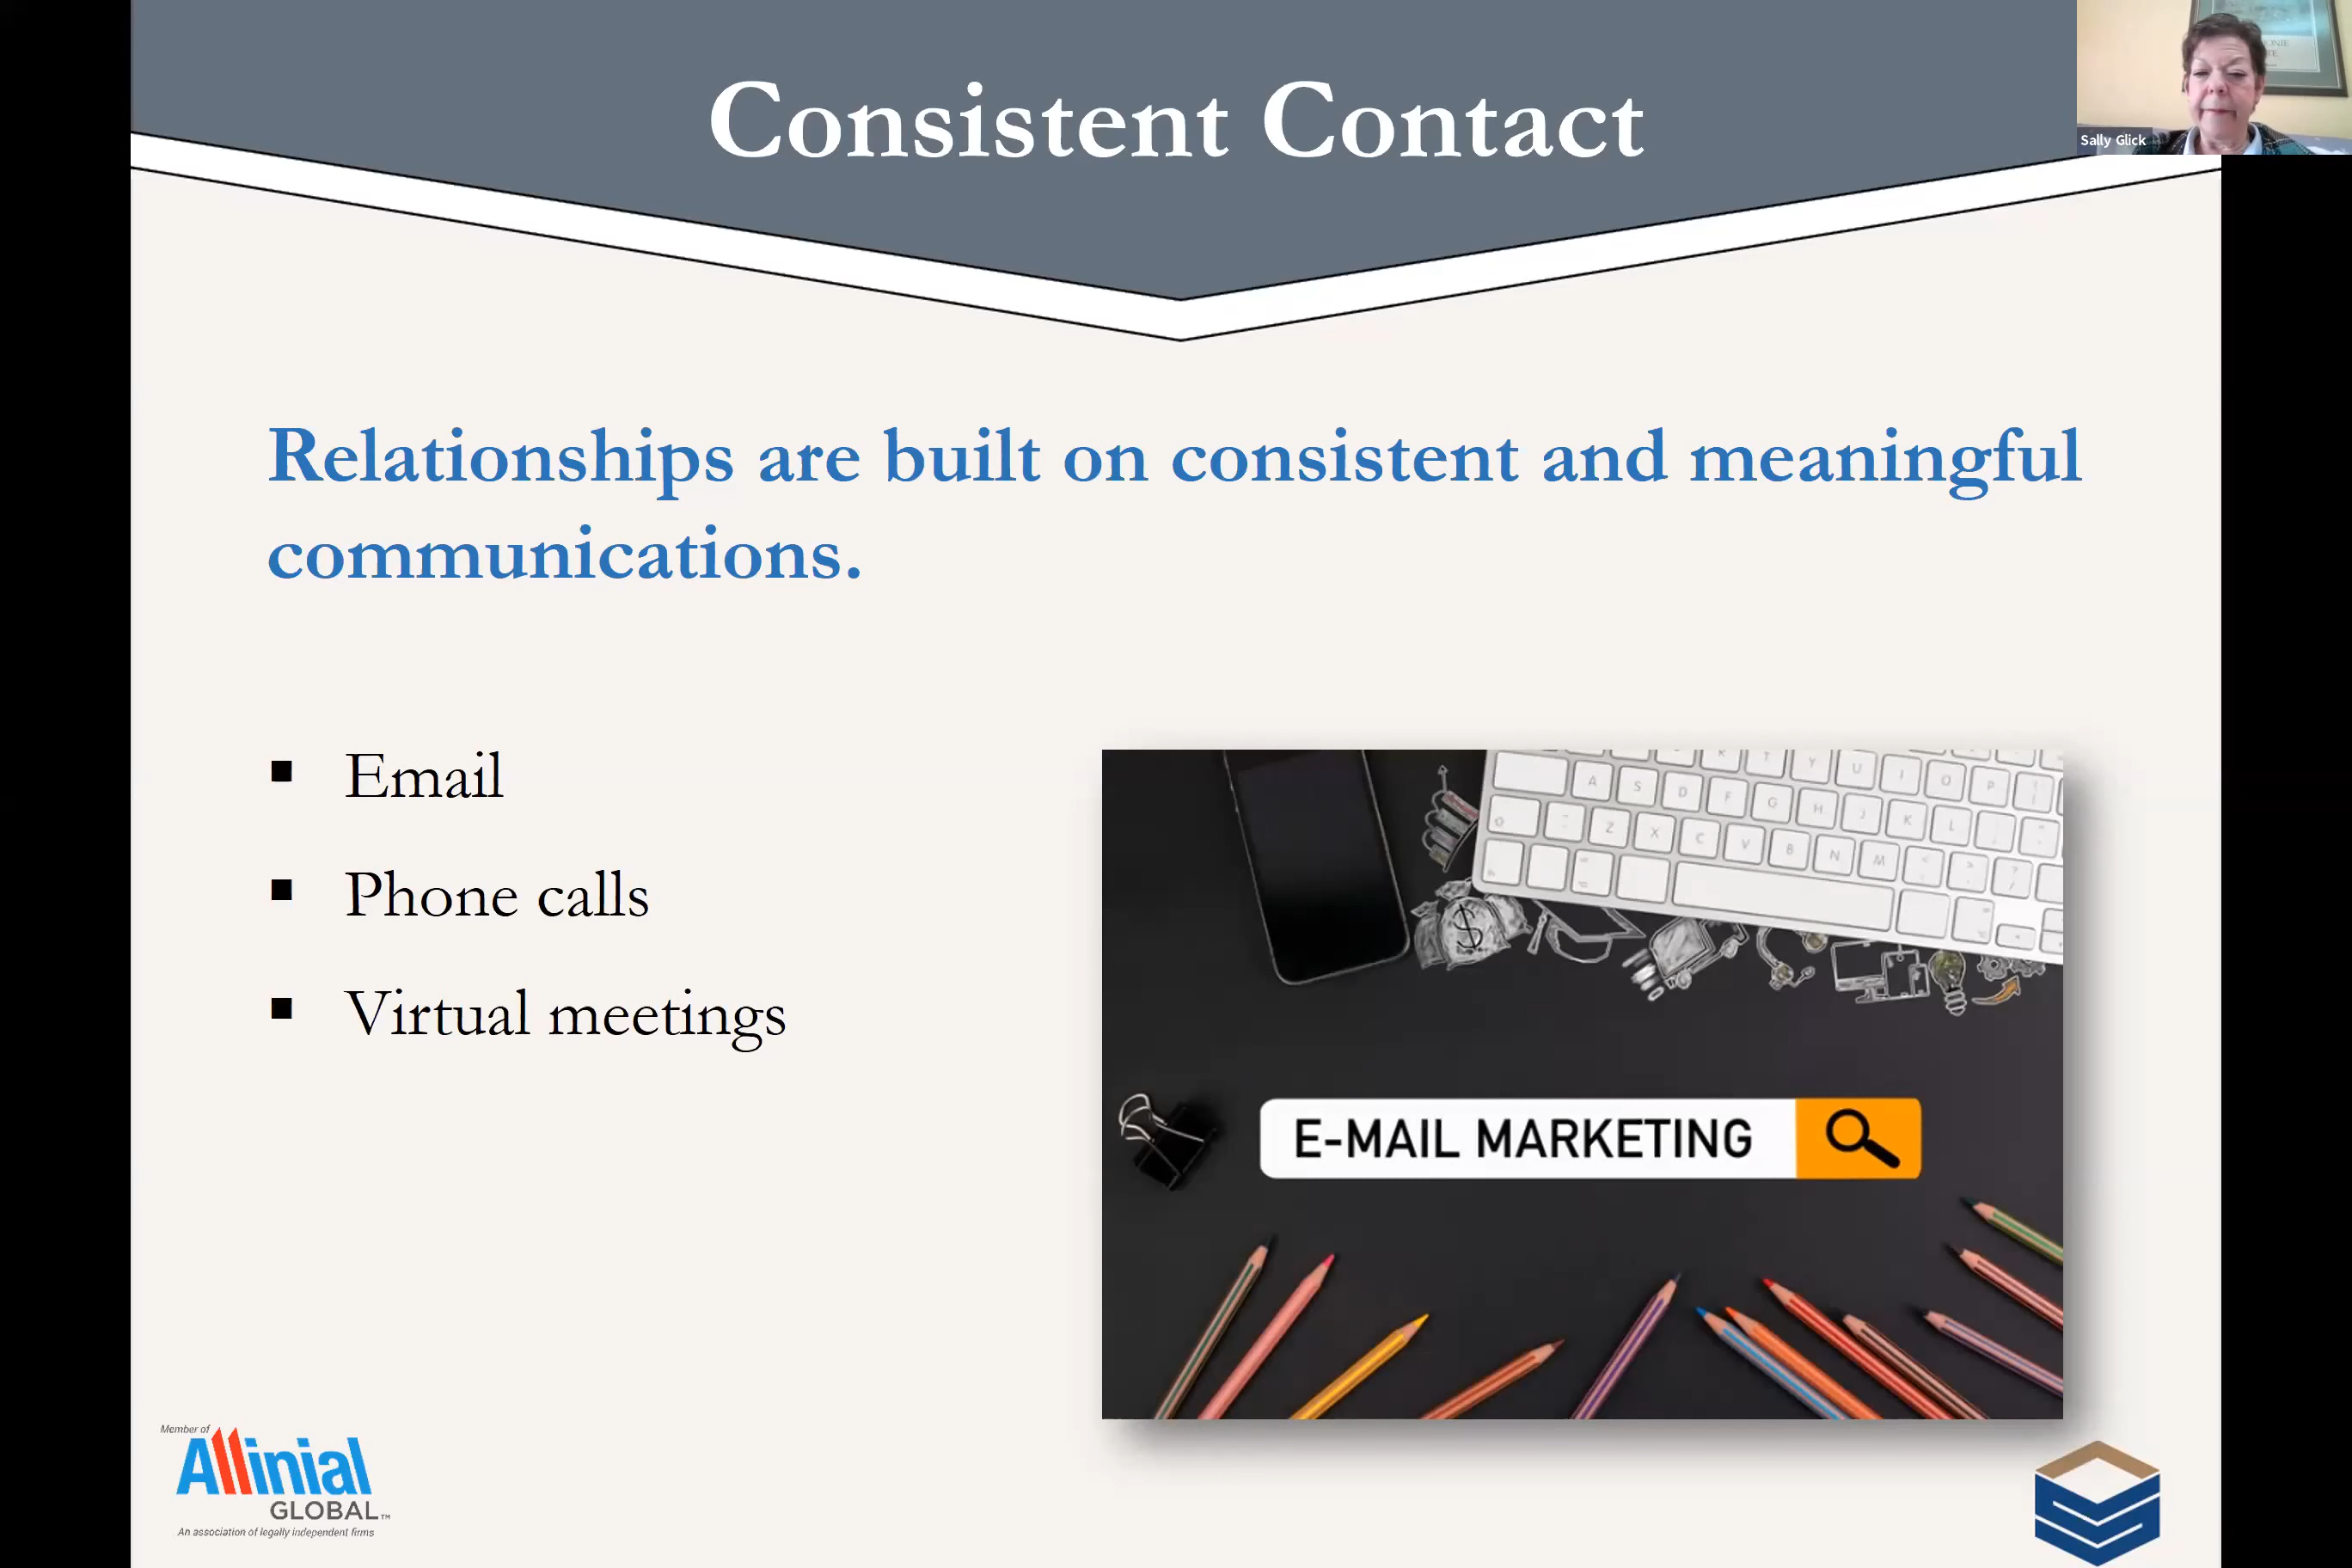 Consistent Contact
Sally Glick
Relationships are built on consistent and meaningful
communications.
▪ Email
▪ Phone calls
▪ Virtual meetings
$
E-MAIL MARKETING
Member of
Allinial
GLOBAL™
An association of legally independent firms